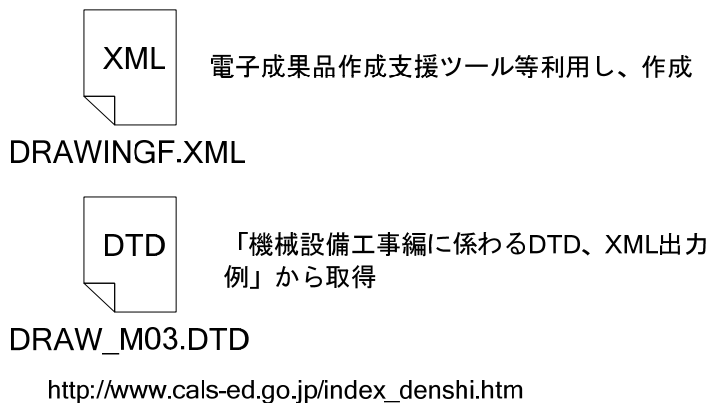 XML
電子成果品作成支援ツール等利用し、作成
DRAWINGF.XML
DTD
「機械設備工事編に係わるDTD、XML出力
例」から取得
DRAW_M03.DTD
http://www.cals-ed.go.jp/index_denshi.htm